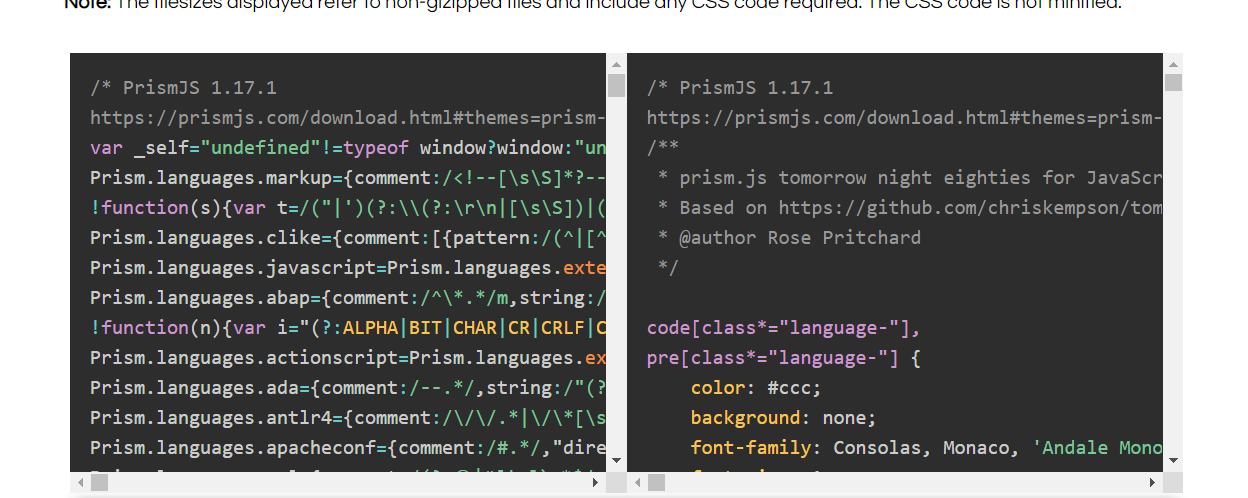 Note: The filesizes displayed refer to non-gizipped files and include any CSS code required. The CSS code is not minified.
/* PrismJS 1.17.1
https://prismjs.com/download.html#themes=prism-
var _self="undefined"!=typeof window?window:"un
Prism.languages.markup={comment:/<!--[\s\S]*?--
!function(s){var t=/("|')(?:\\(?:\r\n|[\s\S])|(
Prism.languages.clike={comment:[{pattern:/(^|[^
Prism.languages.javascript=Prism.languages.exte
Prism.languages.abap={comment:/^\*.*/m,string:/
!function(n){var i="(?:ALPHA|BIT|CHAR|CR|CRLF|C
Prism.languages.actionscript=Prism.languages.ex
Prism.languages.ada={comment:/--.*/,string:/"(?
Prism.languages.antlr4={comment:/\/\/.*|\/\*[\s
Prism.languages.apacheconf={comment:/#.*/,"dire
/* PrismJS 1.17.1
https://prismjs.com/download.html#themes=prism-
/**
 * prism.js tomorrow night eighties for JavaScr
 * Based on https://github.com/chriskempson/tom
 * @author Rose Pritchard
 */
code[class*="language-"],
pre[class*="language-"] {
    color: #ccc;
    background: none;
    font-family: Consolas, Monaco, 'Andale Mono